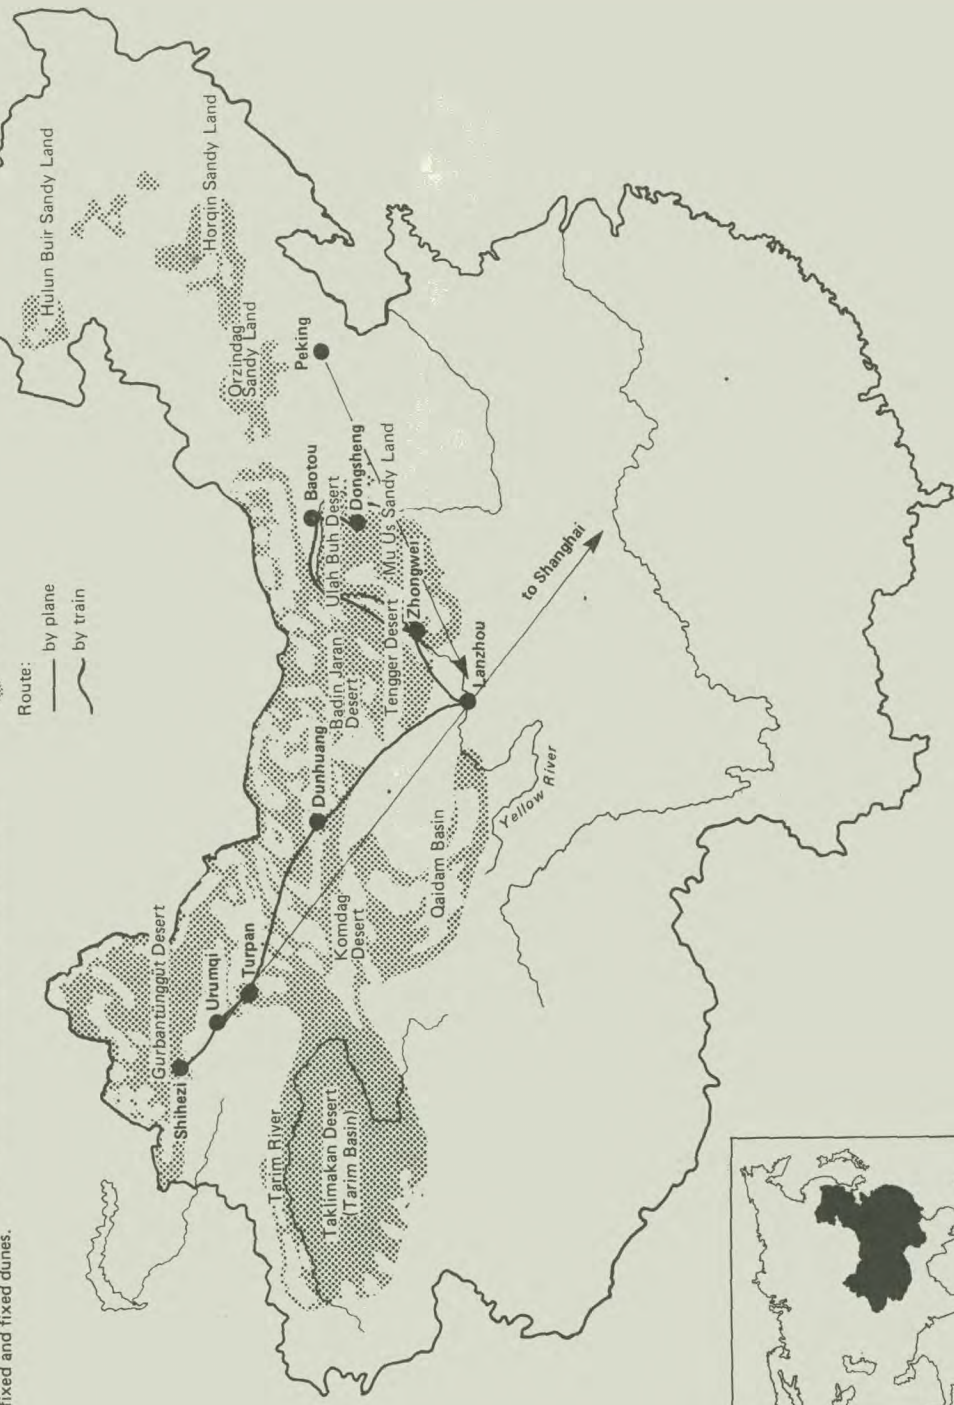 fixed and fixed dunes.
Route:
by plane
by train
Hulun Buir Sandy Land
Horqin Sandy Land
Orzindag
Sandy Land
Peking
Baotou
Dongsheng
Ulah Buh Desert
Mu Us Sandy Land
Zhongwei
Tengger Desert
Badin Jaran
Desert
Lanzhou
to Shanghai
Dunhuang
Yellow River
Qaidam Basin
Komdag
Desert
Gurbantunggut Desert
Urumqi
Turpan
Shihezi
Tarim River
Taklimakan Desert
(Tarim Basin)